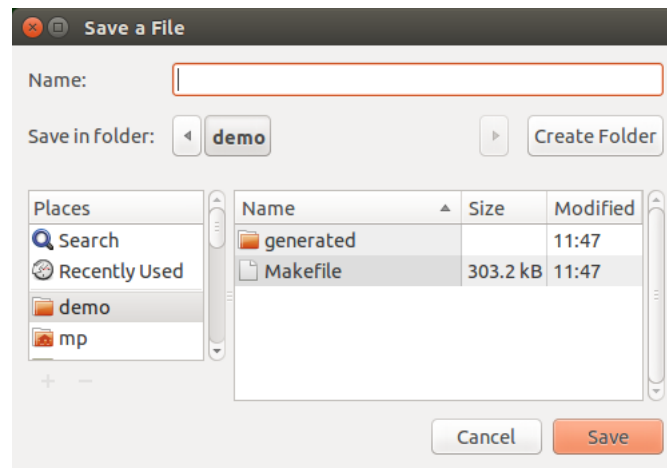 Save a File
Name:
Save in folder: demo Create Folder
Places
Search
Recently Used
demo
mp
Name Size Modified
generated 11:47
Makefile 303.2 kB 11:47
Cancel Save